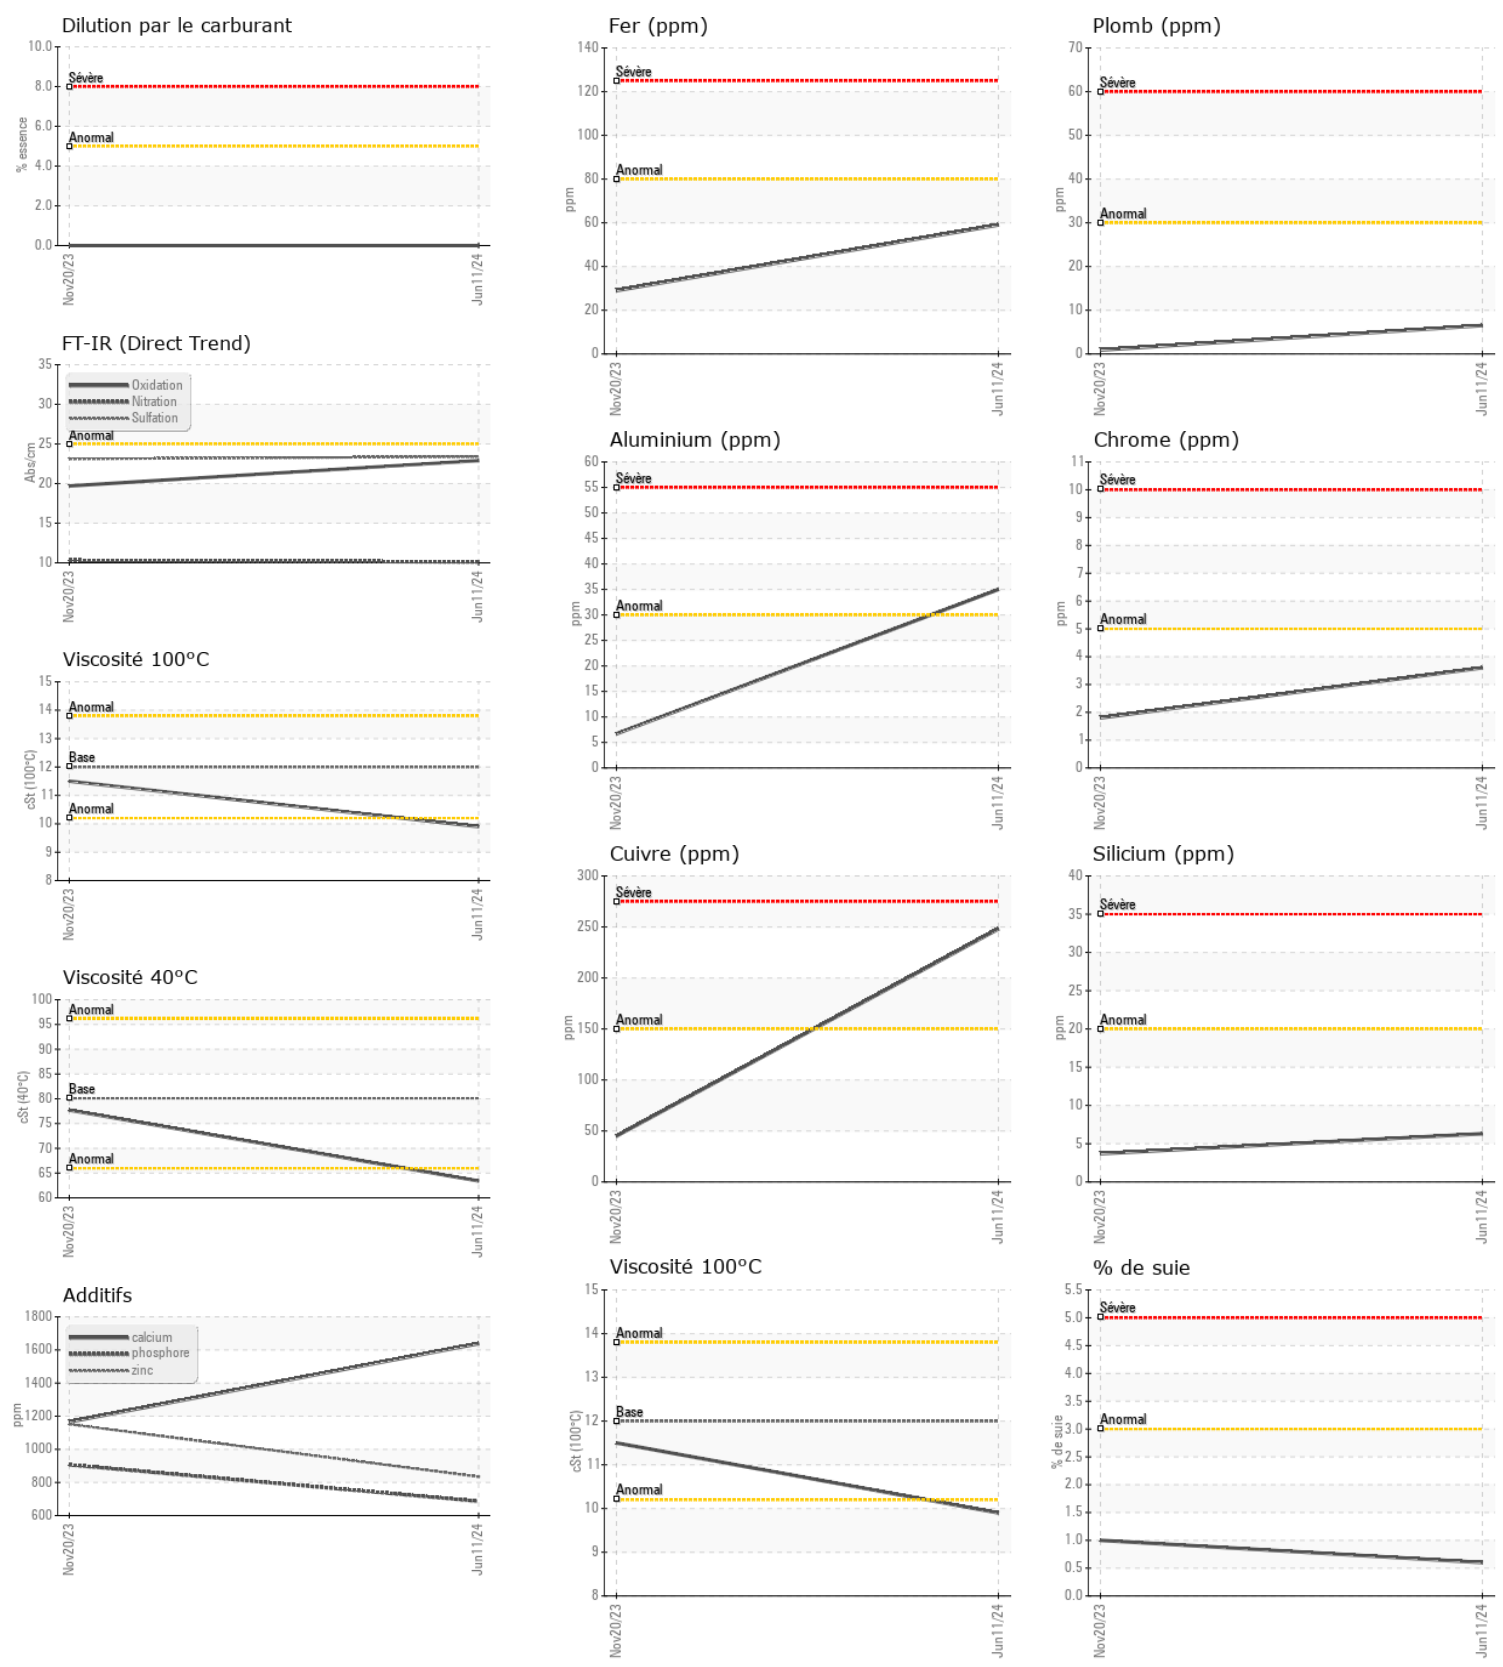 Dilution par le carburant
10.0
8.0
6.0
4.0
2.0
0.0
% essence
Sévère
Anormal
Nov20/23
Jun11/24
FT-IR (Direct Trend)
35
30
25
20
15
10
Abs/cm
Oxidation
Nitration
Sulfation
Anormal
Nov20/23
Jun11/24
Viscosité 100°C
15
14
13
12
11
10
9
8
cSt (100°C)
Anormal
Base
Anormal
Nov20/23
Jun11/24
Viscosité 40°C
100
95
90
85
80
75
70
65
60
cSt (40°C)
Anormal
Base
Anormal
Nov20/23
Jun11/24
Additifs
1800
1600
1400
1200
1000
800
600
ppm
calcium
phosphore
zinc
Nov20/23
Jun11/24
Fer (ppm)
140
120
100
80
60
40
20
0
ppm
Sévère
Anormal
Nov20/23
Jun11/24
Plomb (ppm)
70
60
50
40
30
20
10
0
ppm
Sévère
Anormal
Nov20/23
Jun11/24
Aluminium (ppm)
60
55
50
45
40
35
30
25
20
15
10
5
0
ppm
Sévère
Anormal
Nov20/23
Jun11/24
Chrome (ppm)
11
10
9
8
7
6
5
4
3
2
1
0
ppm
Sévère
Anormal
Nov20/23
Jun11/24
Cuivre (ppm)
300
250
200
150
100
50
0
ppm
Sévère
Anormal
Nov20/23
Jun11/24
Silicium (ppm)
40
35
30
25
20
15
10
5
0
ppm
Sévère
Anormal
Nov20/23
Jun11/24
Viscosité 100°C
15
14
13
12
11
10
9
8
cSt (100°C)
Anormal
Base
Anormal
Nov20/23
Jun11/24
% de suie
5.5
5.0
4.5
4.0
3.5
3.0
2.5
2.0
1.5
1.0
0.5
0.0
% de suie
Sévère
Anormal
Nov20/23
Jun11/24